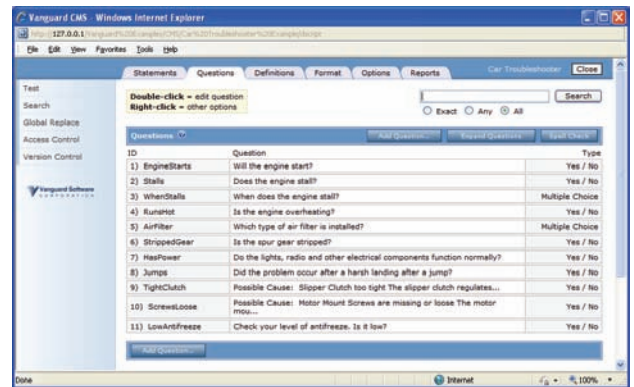 Vanguard CMS - Windows Internet Explorer
File Edit View Favorites Tools Help
Statements Questions Definitions Format Options Reports Car Troubleshooter Close
Test
Search
Global Replace
Access Control
Version Control
Vanguard Software
CORPORATION
Double-click = edit question
Right-click = other options
Search
Exact Any All
Questions Add Question... Expand Questions Spell Check
ID Question Type
1) EngineStarts Will the engine start? Yes / No
2) Stalls Does the engine stall? Yes / No
3) WhenStalls When does the engine stall? Multiple Choice
4) RunsHot Is the engine overheating? Yes / No
5) AirFilter Which type of air filter is installed? Multiple Choice
6) StrippedGear Is the spur gear stripped? Yes / No
7) HasPower Do the lights, radio and other electrical components function normally? Yes / No
8) Jumps Did the problem occur after a harsh landing after a jump? Yes / No
9) TightClutch Possible Cause: Slipper Clutch too tight The slipper clutch regulates... Yes / No
10) ScrewsLoose Possible Cause: Motor Mount Screws are missing or loose The motor
mou... Yes / No
11) LowAntifreeze Check your level of antifreeze. Is it low? Yes / No
Add Question...
Done Internet 100%